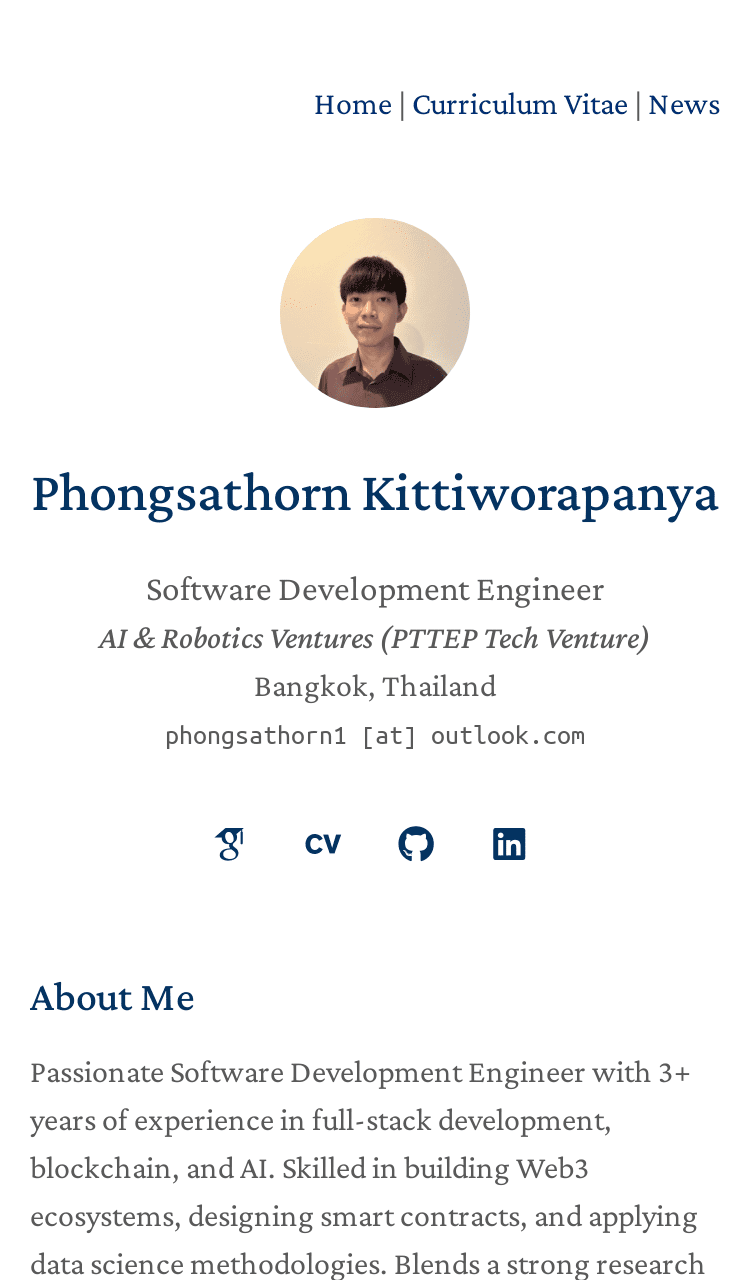 Home | Curriculum Vitae | News
Phongsathorn Kittiworapanya
Software Development Engineer
AI & Robotics Ventures (PTTEP Tech Venture)
Bangkok, Thailand
phongsathorn1 [at] outlook.com
CV
About Me
Passionate Software Development Engineer with 3+
years of experience in full-stack development,
blockchain, and AI. Skilled in building Web3
ecosystems, designing smart contracts, and applying
data science methodologies. Blends a strong research